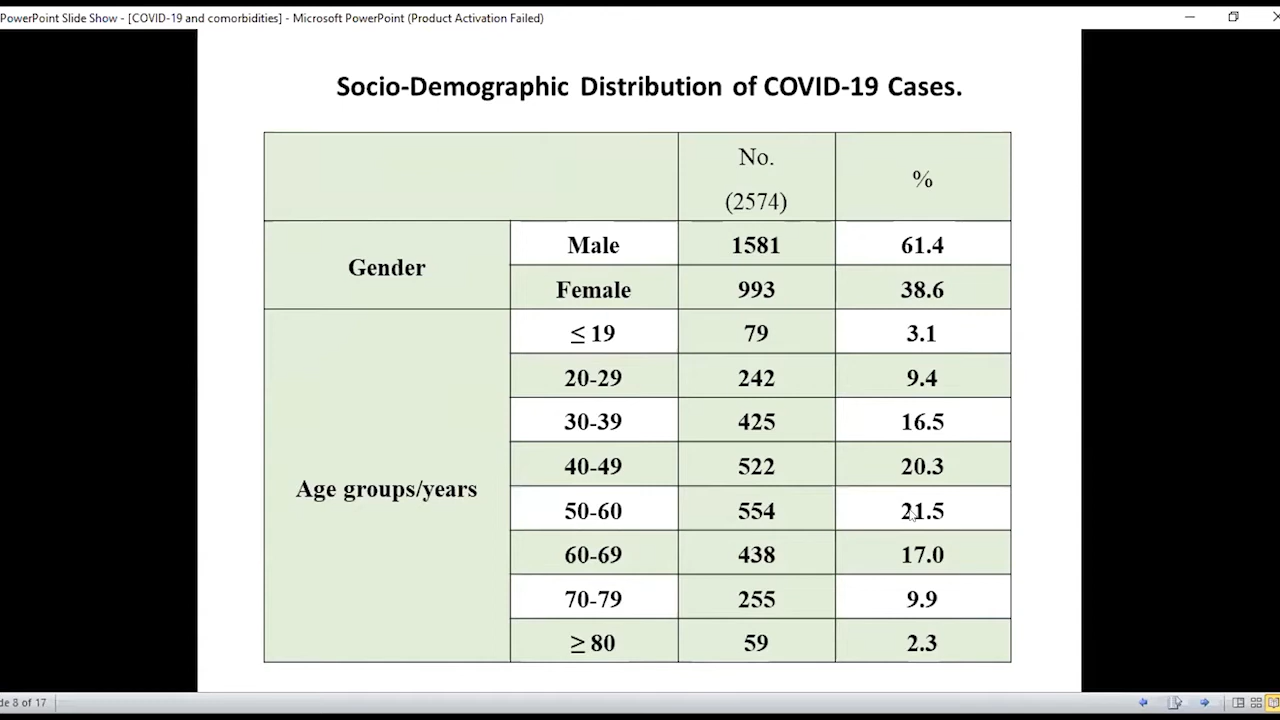 PowerPoint Slide Show - [COVID-19 and comorbidities] - Microsoft PowerPoint (Product Activation Failed)
Socio-Demographic Distribution of COVID-19 Cases.
No. (2574) %
Gender
Male 1581 61.4
Female 993 38.6
Age groups/years
≤ 19 79 3.1
20-29 242 9.4
30-39 425 16.5
40-49 522 20.3
50-60 554 21.5
60-69 438 17.0
70-79 255 9.9
≥ 80 59 2.3
de 8 of 17